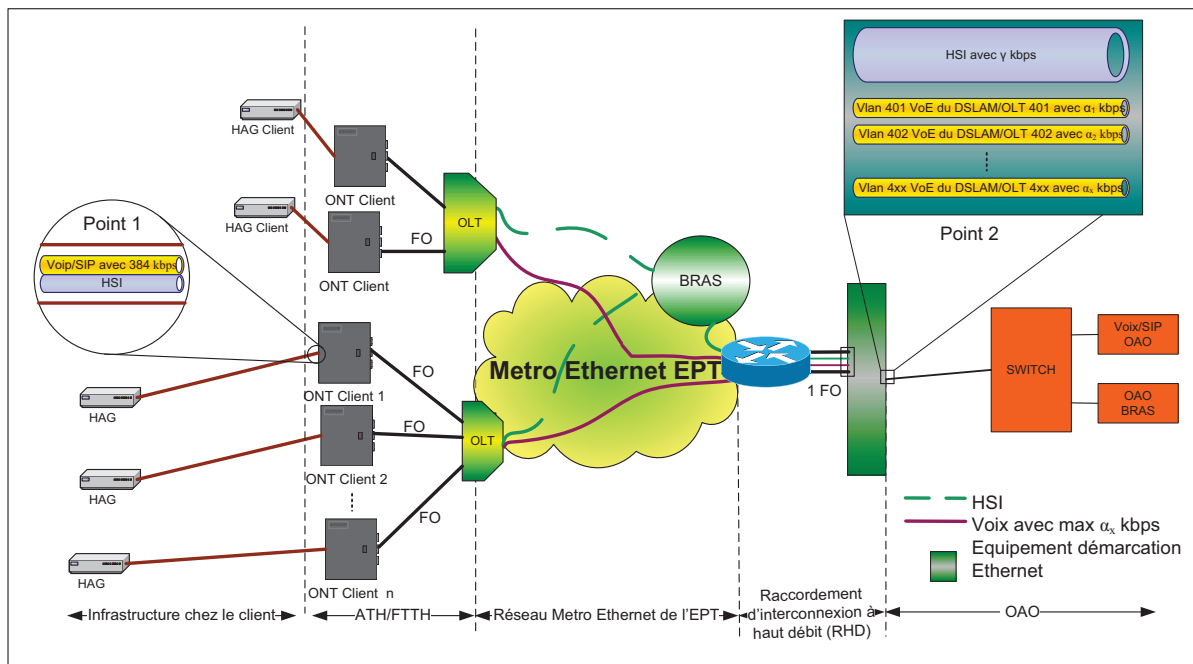 HSI avec γ kbps
Vlan 401 VoE du DSLAM/OLT 401 avec α₁ kbps
Vlan 402 VoE du DSLAM/OLT 402 avec α₂ kbps
Vlan 4xx VoE du DSLAM/OLT 4xx avec αₓ kbps
Point 2
HAG Client
ONT Client
HAG Client
ONT Client
FO
OLT
Point 1
Voip/SIP avec 384 kbps
HSI
BRAS
Metro Ethernet EPT
1 FO
SWITCH
Voix/SIP
OAO
OAO
BRAS
HAG
ONT Client 1
FO
HAG
ONT Client 2
FO
OLT
HAG
ONT Client n
FO
HSI
Voix avec max αₓ kbps
Equipement démarcation
Ethernet
Infrastructure chez le client
ATH/FTTH
Réseau Metro Ethernet de l'EPT
Raccordement
d'interconnexion à
haut débit (RHD)
OAO